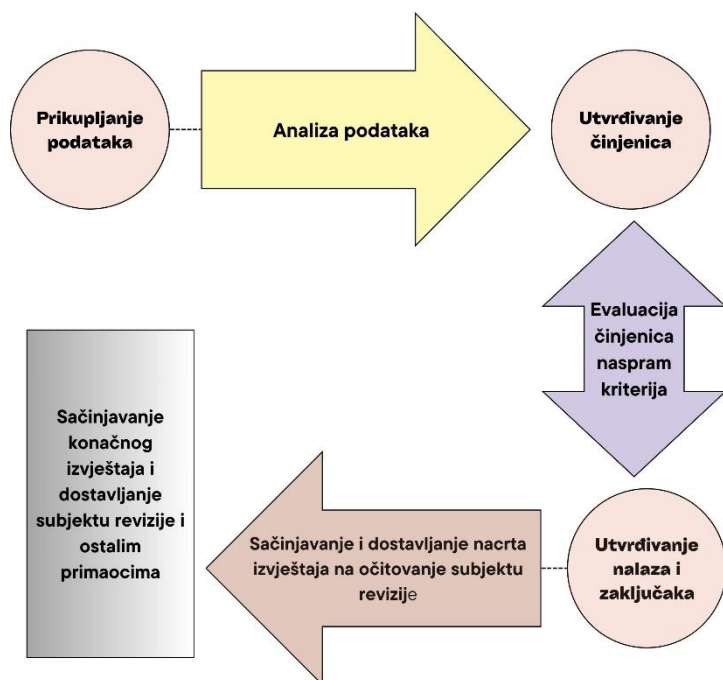 Prikupljanje
podataka
Analiza podataka
Utvrđivanje
činjenica
Evaluacija
činjenica
naspram
kriterija
Utvrđivanje
nalaza i
zaključaka
Sačinjavanje i dostavljanje nacrta
izvještaja na očitovanje subjektu
revizije
Sačinjavanje
konačnog
izvještaja i
dostavljanje
subjektu revizije i
ostalim
primaocima